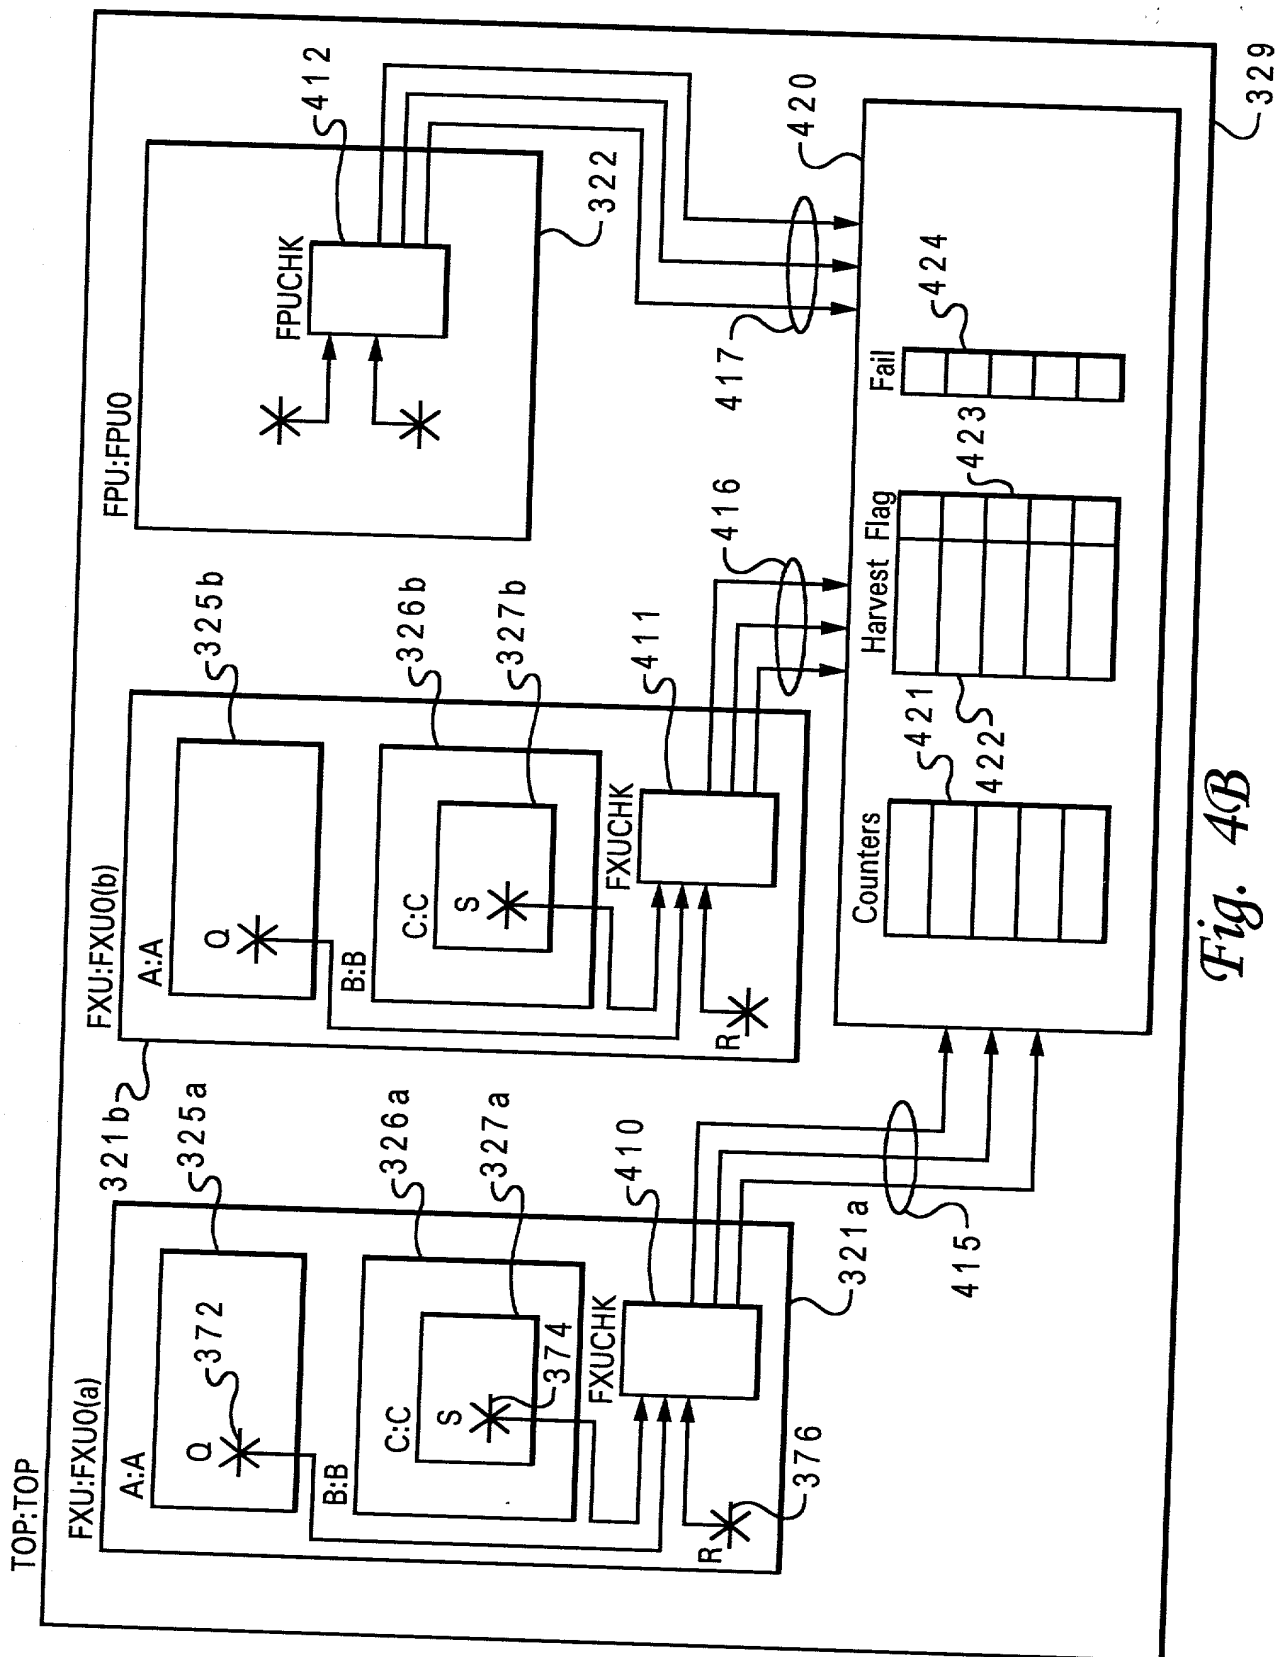 TOP:TOP
FXU:FXU0(a)
A:A
Q
372
325a
B:B
C:C
S
374
326a
327a
FXUCHK
410
R
376
321a
415
321b
FXU:FXU0(b)
A:A
Q
325b
B:B
C:C
S
326b
327b
FXUCHK
411
R
416
FPU:FPU0
FPUCHK
412
322
417
420
Counters
421
Harvest Flag
422
423
Fail
424
329
Fig. 4B